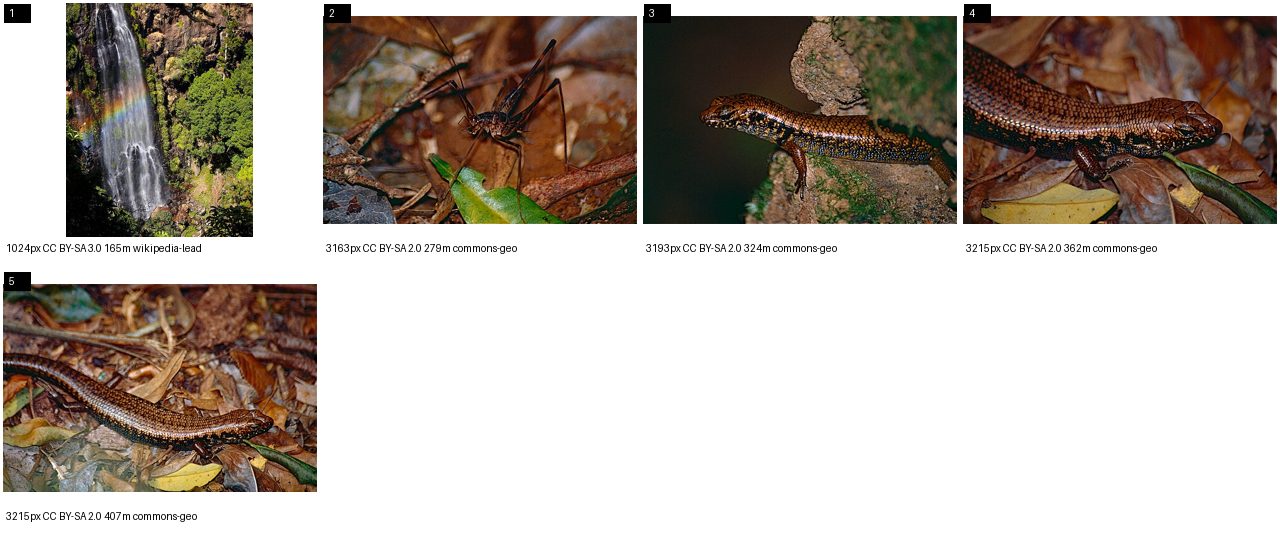 1
2
3
4
1024px CC BY-SA 3.0 165m wikipedia-lead
3163px CC BY-SA 2.0 279m commons-geo
3193px CC BY-SA 2.0 324m commons-geo
3215px CC BY-SA 2.0 362m commons-geo
5
3215px CC BY-SA 2.0 407m commons-geo